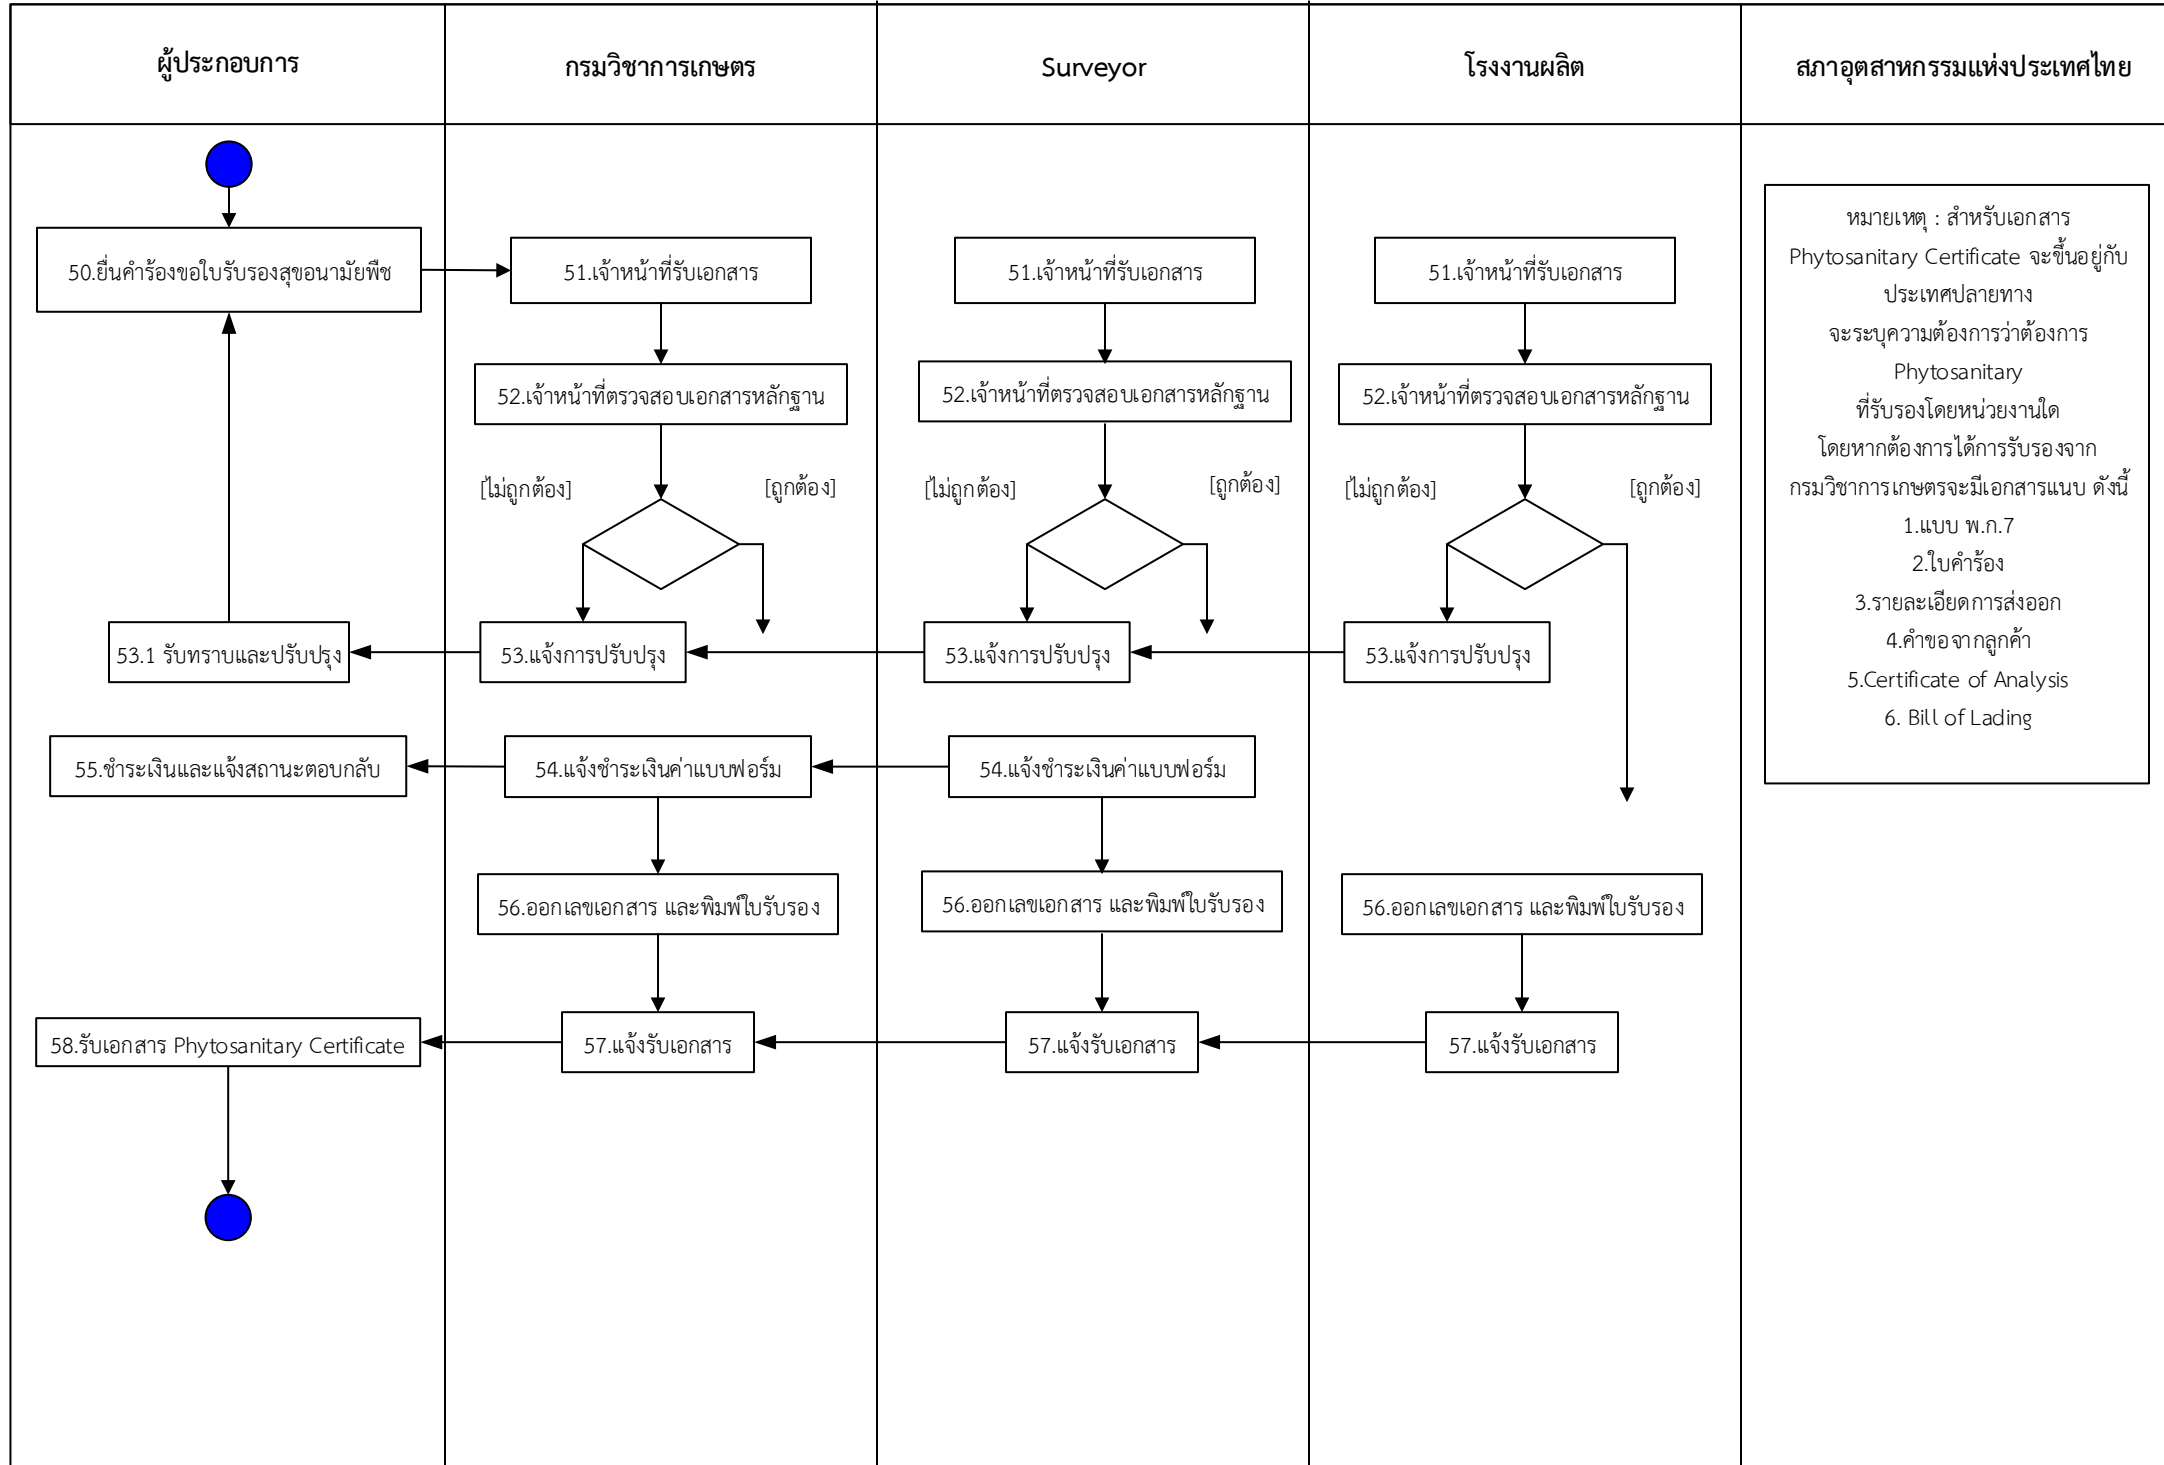 ผู้ประกอบการ
กรมวิชาการเกษตร
Surveyor
โรงงานผลิต
สภาอุตสาหกรรมแห่งประเทศไทย
50.ยื่นคำร้องขอใบรับรองสุขอนามัยพืช
51.เจ้าหน้าที่รับเอกสาร
51.เจ้าหน้าที่รับเอกสาร
51.เจ้าหน้าที่รับเอกสาร
52.เจ้าหน้าที่ตรวจสอบเอกสารหลักฐาน
52.เจ้าหน้าที่ตรวจสอบเอกสารหลักฐาน
52.เจ้าหน้าที่ตรวจสอบเอกสารหลักฐาน
[ไม่ถูกต้อง]
[ถูกต้อง]
[ไม่ถูกต้อง]
[ถูกต้อง]
[ไม่ถูกต้อง]
[ถูกต้อง]
53.1 รับทราบและปรับปรุง
53.แจ้งการปรับปรุง
53.แจ้งการปรับปรุง
53.แจ้งการปรับปรุง
55.ชำระเงินและแจ้งสถานะตอบกลับ
54.แจ้งชำระเงินค่าแบบฟอร์ม
54.แจ้งชำระเงินค่าแบบฟอร์ม
56.ออกเลขเอกสาร และพิมพ์ใบรับรอง
56.ออกเลขเอกสาร และพิมพ์ใบรับรอง
56.ออกเลขเอกสาร และพิมพ์ใบรับรอง
58.รับเอกสาร Phytosanitary Certificate
57.แจ้งรับเอกสาร
57.แจ้งรับเอกสาร
57.แจ้งรับเอกสาร
หมายเหตุ : สำหรับเอกสาร
Phytosanitary Certificate จะขึ้นอยู่กับ
ประเทศปลายทาง
จะระบุความต้องการว่าต้องการ
Phytosanitary
ที่รับรองโดยหน่วยงานใด
โดยหากต้องการได้การรับรองจาก
กรมวิชาการเกษตรจะมีเอกสารแนบ ดังนี้
1.แบบ พ.ก.7
2.ใบคำร้อง
3.รายละเอียดการส่งออก
4.คำขอจากลูกค้า
5.Certificate of Analysis
6. Bill of Lading